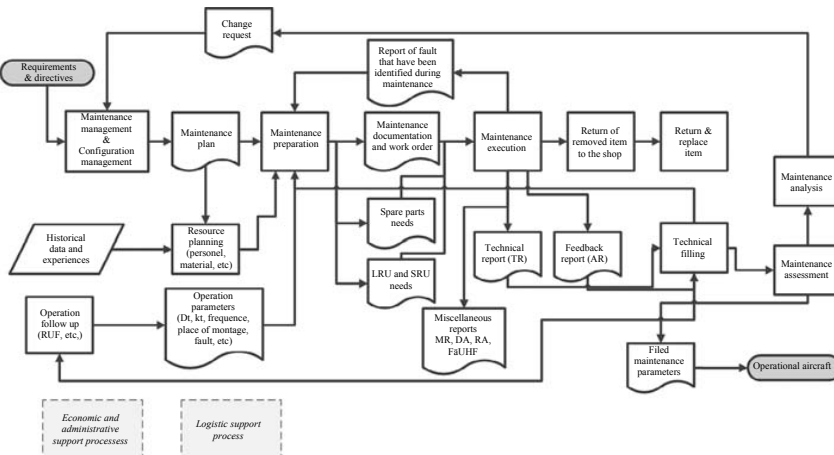 Change
request
Requirements
& directives
Report of fault
that have been
identified during
maintenance
Maintenance
management
&
Configuration
management
Maintenance
plan
Maintenance
preparation
Maintenance
documentation
and work order
Maintenance
execution
Return of
removed item
to the shop
Return &
replace
item
Maintenance
analysis
Historical
data and
experiences
Resource
planning
(personel,
material, etc)
Spare parts
needs
Technical
report (TR)
Feedback
report (AR)
Technical
filling
Maintenance
assessment
LRU and SRU
needs
Operation
follow up
(RUF, etc,)
Operation
parameters
(Dt, kt, frequence,
place of montage,
fault, etc)
Miscellaneous
reports
MR, DA, RA,
FäUHF
Filed
maintenance
parameters
Operational aircraft
Economic and
administrative
support processess
Logistic support
process